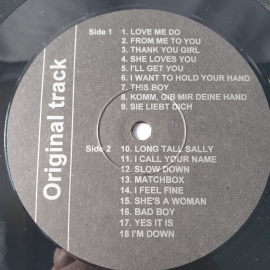 Original track
Side 1 1. LOVE ME DO
2. FROM ME TO YOU
3. THANK YOU GIRL
4. SHE LOVES YOU
5. I'LL GET YOU
6. I WANT TO HOLD YOUR HAND
7. THIS BOY
8. KOMM, GIB MIR DEINE HAND
9. SIE LIEBT DICH
Side 2 10. LONG TALL SALLY
11. I CALL YOUR NAME
12. SLOW DOWN
13. MATCHBOX
14. I FEEL FINE
15. SHE'S A WOMAN
16. BAD BOY
17. YES IT IS
18 I'M DOWN